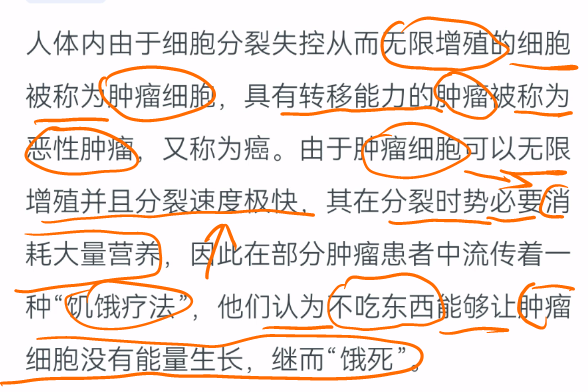 人体内由于细胞分裂失控从而无限增殖的细胞
被称为肿瘤细胞，具有转移能力的肿瘤被称为
恶性肿瘤，又称为癌。由于肿瘤细胞可以无限
增殖并且分裂速度极快，其在分裂时势必要消
耗大量营养，因此在部分肿瘤患者中流传着一
种“饥饿疗法”，他们认为不吃东西能够让肿瘤
细胞没有能量生长，继而“饿死”。